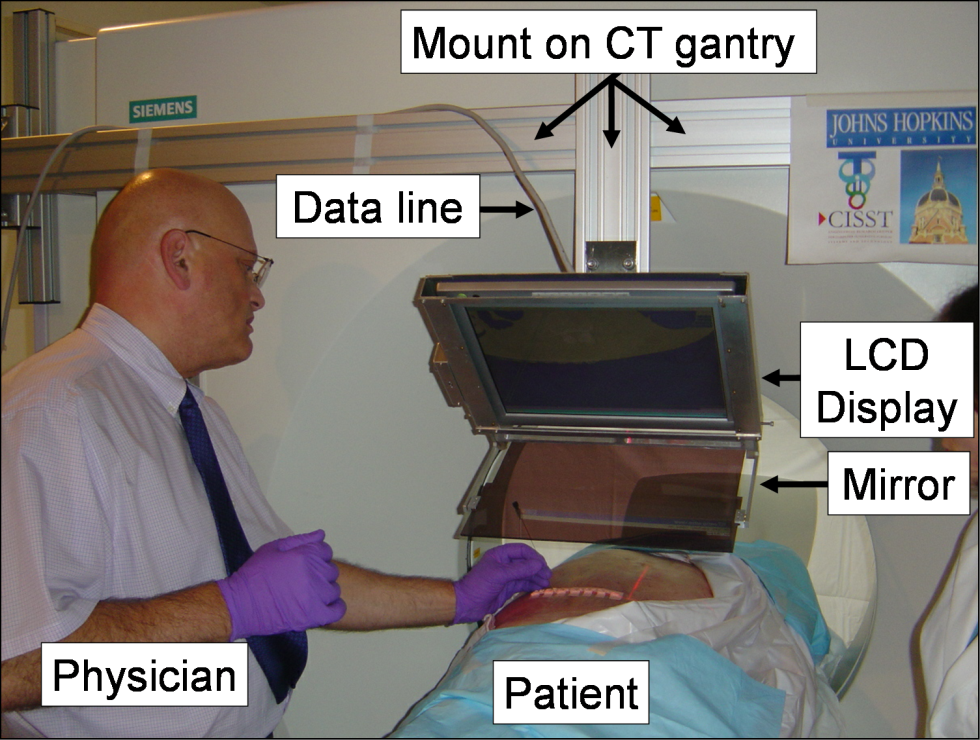 Mount on CT gantry
SIEMENS
JOHNS HOPKINS
UNIVERSITY
Data line
CISST
LCD
Display
Mirror
Physician
Patient